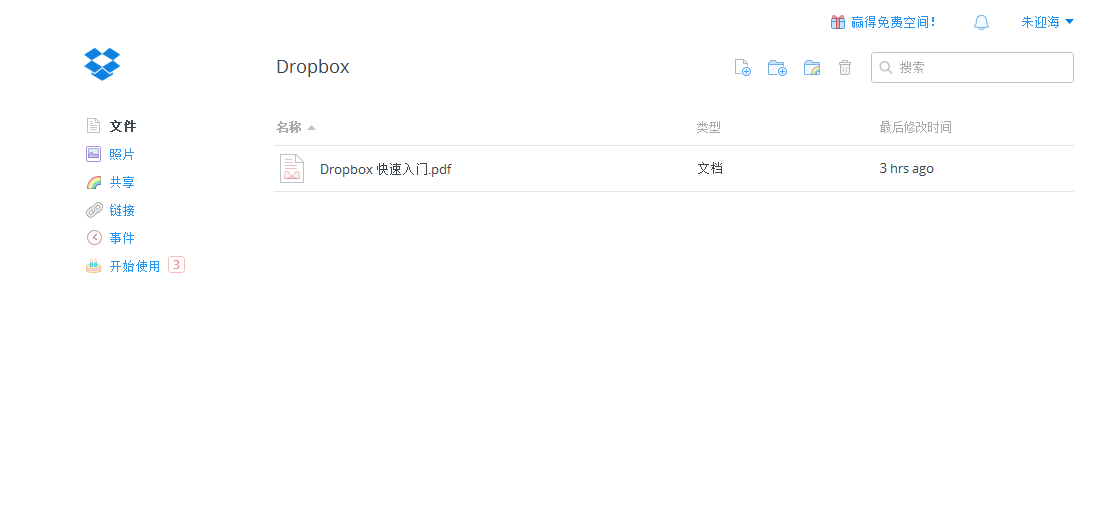 赢得免费空间!
朱迎海
Dropbox
搜索
文件
照片
共享
链接
事件
开始使用 3
名称 类型 最后修改时间
Dropbox 快速入门.pdf 文档 3 hrs ago